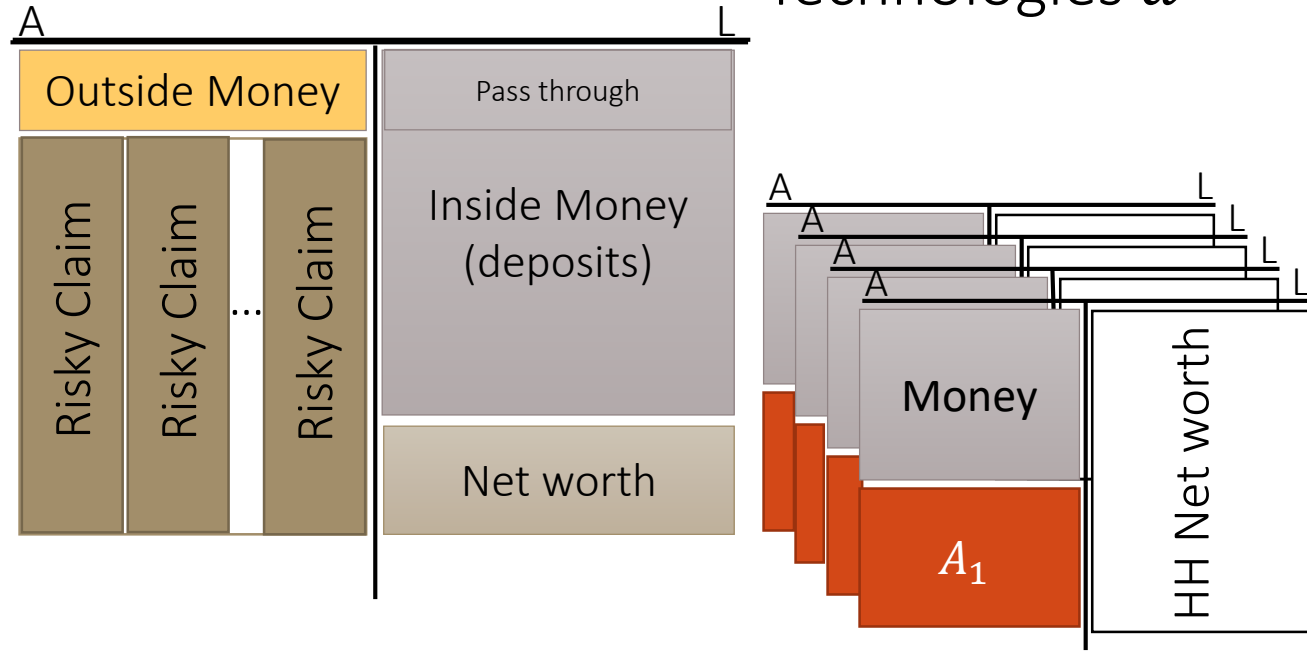 A
L
Outside Money
Pass through
Inside Money
(deposits)
Risky Claim
Risky Claim
...
Risky Claim
Net worth
A
L
A
L
A
L
A
L
Money
A₁
HH Net worth